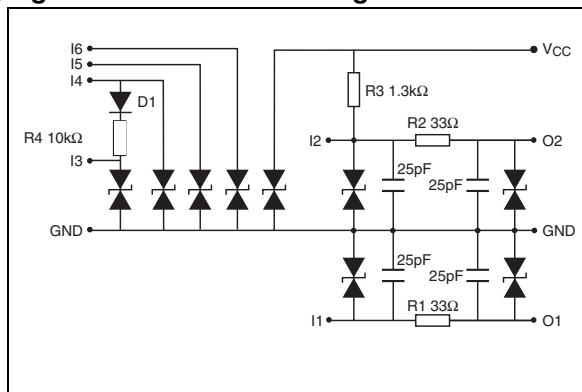 I6
I5
I4
D1
R4 10kΩ
I3
GND
VCC
R3 1.3kΩ
R2 33Ω
I2
O2
25pF
25pF
GND
25pF
25pF
R1 33Ω
I1
O1